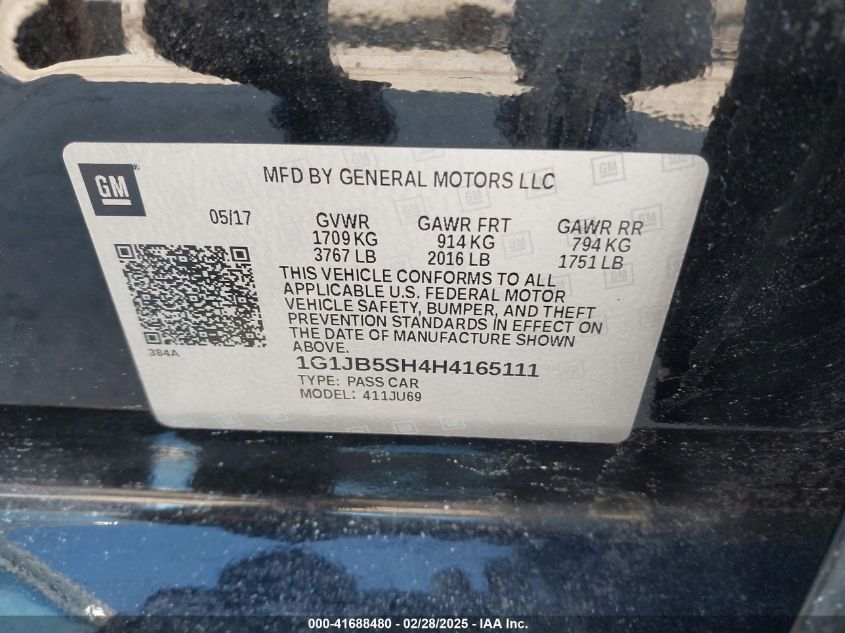 GM
MFD BY GENERAL MOTORS LLC
05/17 GVWR GAWR FRT GAWR RR
1709 KG 914 KG 794 KG
3767 LB 2016 LB 1751 LB
THIS VEHICLE CONFORMS TO ALL
APPLICABLE U.S. FEDERAL MOTOR
VEHICLE SAFETY, BUMPER, AND THEFT
PREVENTION STANDARDS IN EFFECT ON
THE DATE OF MANUFACTURE SHOWN
ABOVE.
384A
1G1JB5SH4H4165111
TYPE: PASS CAR
MODEL: 411JU69
000-41688480 - 02/28/2025 - IAA Inc.